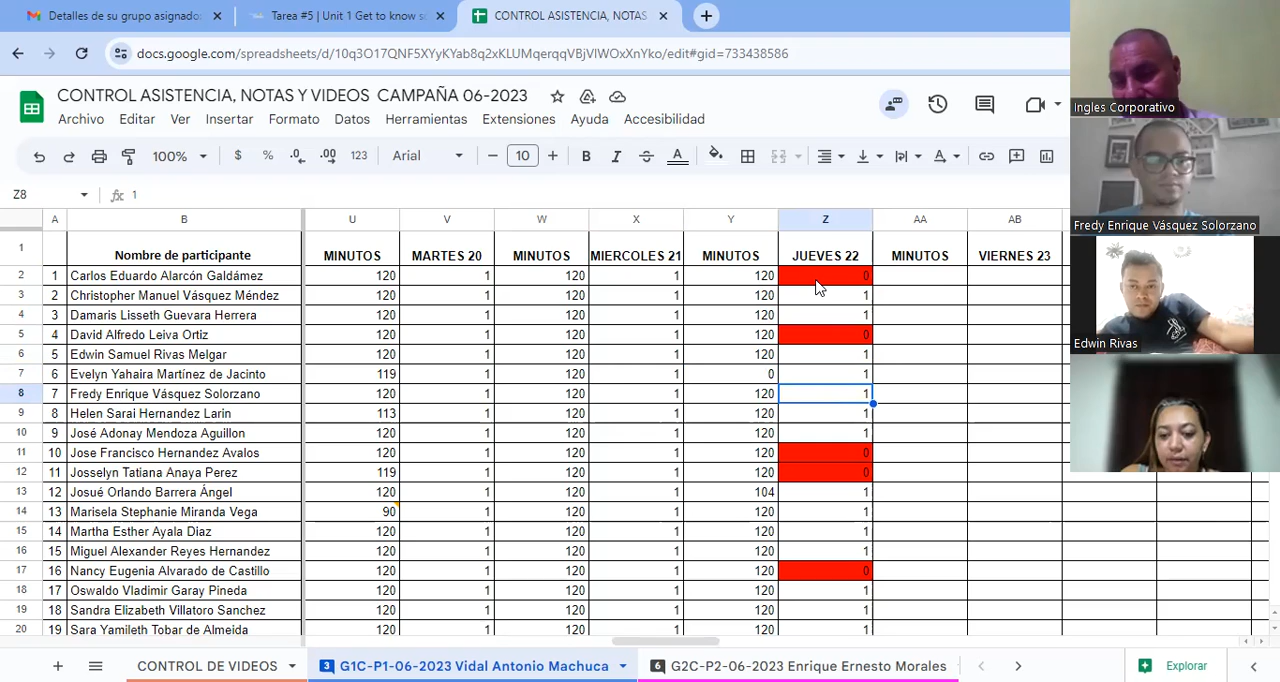 Detalles de su grupo asignado: × Tarea #5 | Unit 1 Get to know s × CONTROL ASISTENCIA, NOTAS × +
docs.google.com/spreadsheets/d/10q3O17QNF5XyKYab8q2xKLUMqerqqVBjVlWOxXnYko/edit#gid=733438586
CONTROL ASISTENCIA, NOTAS Y VIDEOS CAMPAÑA 06-2023
Archivo Editar Ver Insertar Formato Datos Extensiones Ayuda Accesibilidad
100% $ % .0 .00 123 Arial − 10 + B I A
Z8 fx 1
A B U V W X Y Z AA AB
1 Nombre de participante MINUTOS MARTES 20 MINUTOS MIERCOLES 21 MINUTOS JUEVES 22 MINUTOS VIERNES 23
2 1 Carlos Eduardo Alarcón Galdámez 120 1 120 1 120 0
3 2 Christopher Manuel Vásquez Méndez 120 1 120 1 120 1
4 3 Damaris Lisseth Guevara Herrera 120 1 120 1 120 1
5 4 David Alfredo Leiva Ortiz 120 1 120 1 120 0
6 5 Edwin Samuel Rivas Melgar 120 1 120 1 120 1
7 6 Evelyn Yahaira Martínez de Jacinto 119 1 120 1 0 1
8 7 Fredy Enrique Vásquez Solorzano 120 1 120 1 120 1
9 8 Helen Sarai Hernández Larin 113 1 120 1 120 1
10 9 José Adonay Mendoza Aguillon 120 1 120 1 120 1
11 10 Jose Francisco Hernandez Avalos 120 1 120 1 120 0
12 11 Josselyn Tatiana Anaya Perez 119 1 120 1 120 0
13 12 Josué Orlando Barrera Ángel 120 1 120 1 104 1
14 13 Marisela Stephanie Miranda Vega 90 1 120 1 120 1
15 14 Martha Esther Ayala Diaz 120 1 120 1 120 1
16 15 Miguel Alexander Reyes Hernandez 120 1 120 1 120 1
17 16 Nancy Eugenia Alvarado de Castillo 120 1 120 1 120 0
18 17 Oswaldo Vladimir Garay Pineda 120 1 120 1 120 1
19 18 Sandra Elizabeth Villatoro Sanchez 120 1 120 1 120 1
20 19 Sara Yamileth Tobar de Almeida 120 1 120 1 120 1
+ CONTROL DE VIDEOS 3 G1C-P1-06-2023 Vidal Antonio Machuca 6 G2C-P2-06-2023 Enrique Ernesto Morales Explorar
Ingles Corporativo
Fredy Enrique Vásquez Solorzano
Edwin Rivas